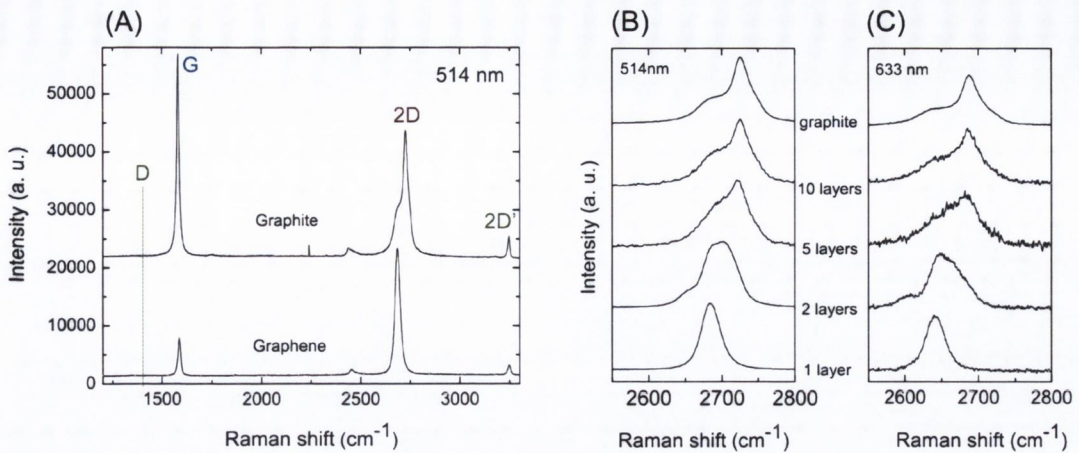 (A)
G
514 nm
2D
D
2D'
Graphite
Graphene
50000
40000
30000
20000
10000
0
1500 2000 2500 3000
Intensity (a. u.)
Raman shift (cm-1)
(B)
514nm
graphite
10 layers
5 layers
2 layers
1 layer
Intensity (a. u.)
2600 2700 2800
Raman shift (cm-1)
(C)
633 nm
2600 2700 2800
Raman shift (cm-1)